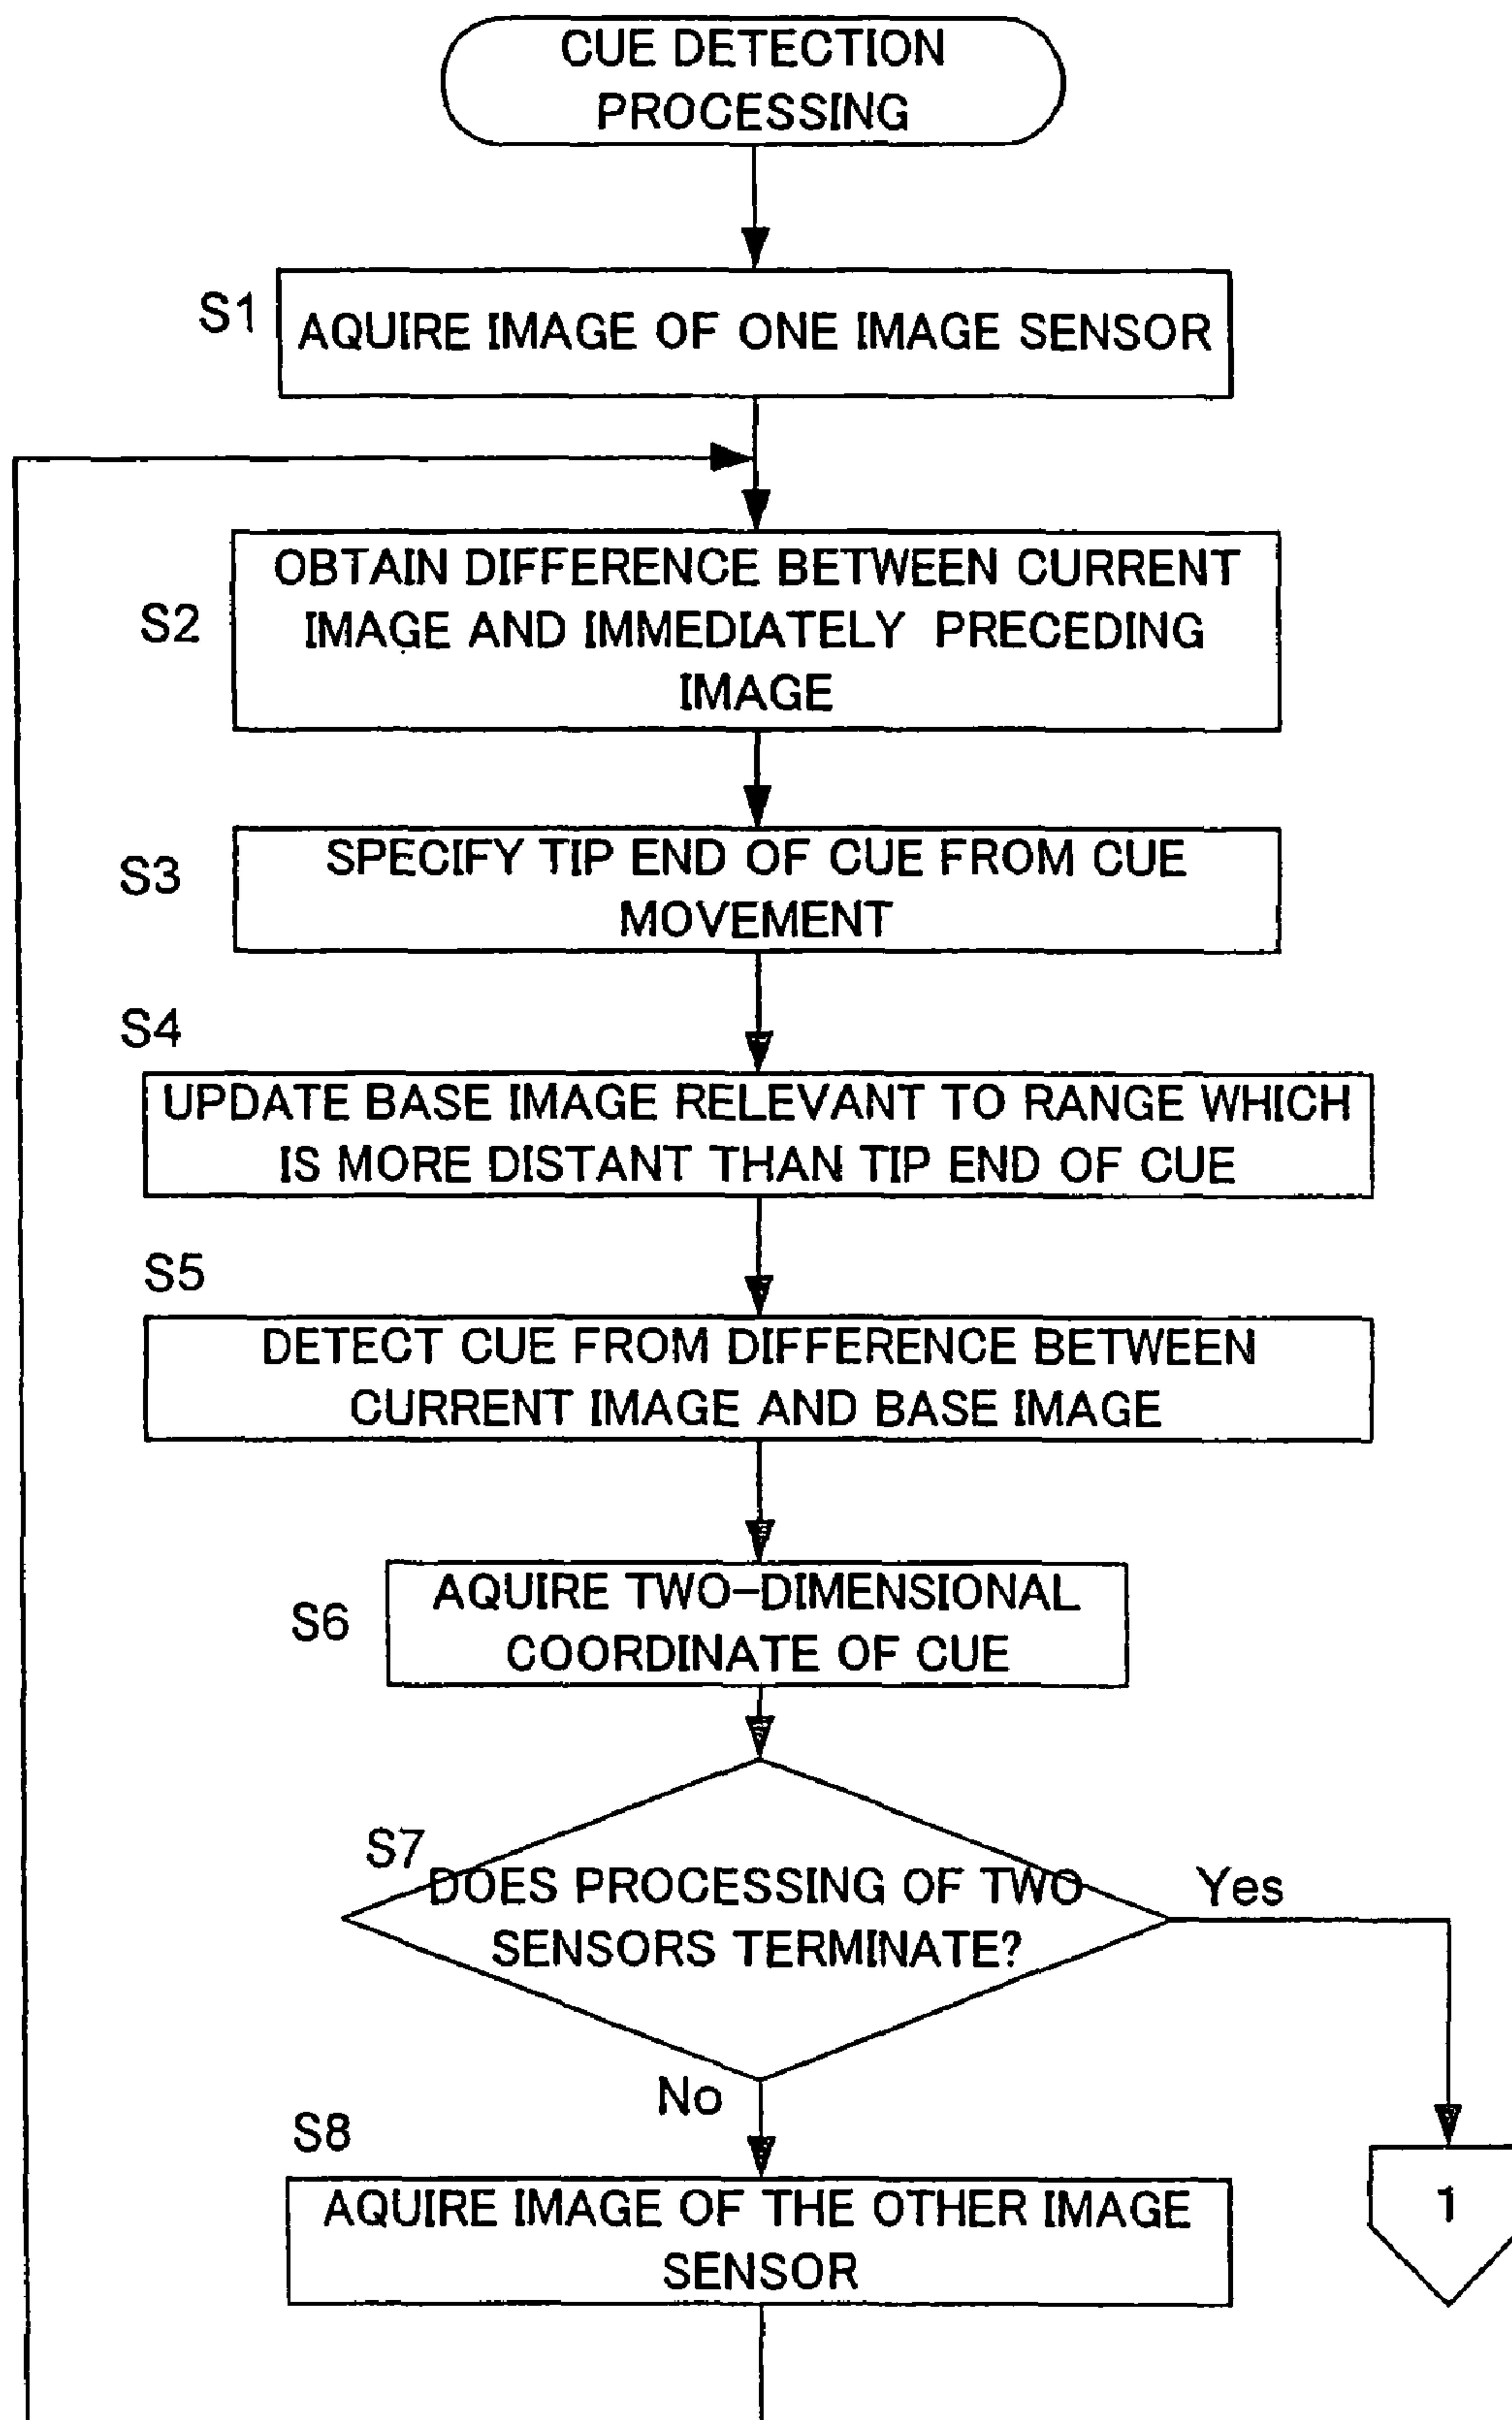 CUE DETECTION
PROCESSING
S1
AQUIRE IMAGE OF ONE IMAGE SENSOR
S2
OBTAIN DIFFERENCE BETWEEN CURRENT
IMAGE AND IMMEDIATELY PRECEDING
IMAGE
S3
SPECIFY TIP END OF CUE FROM CUE
MOVEMENT
S4
UPDATE BASE IMAGE RELEVANT TO RANGE WHICH
IS MORE DISTANT THAN TIP END OF CUE
S5
DETECT CUE FROM DIFFERENCE BETWEEN
CURRENT IMAGE AND BASE IMAGE
S6
AQUIRE TWO-DIMENSIONAL
COORDINATE OF CUE
S7
DOES PROCESSING OF TWO
SENSORS TERMINATE?
Yes
No
S8
AQUIRE IMAGE OF THE OTHER IMAGE
SENSOR
1